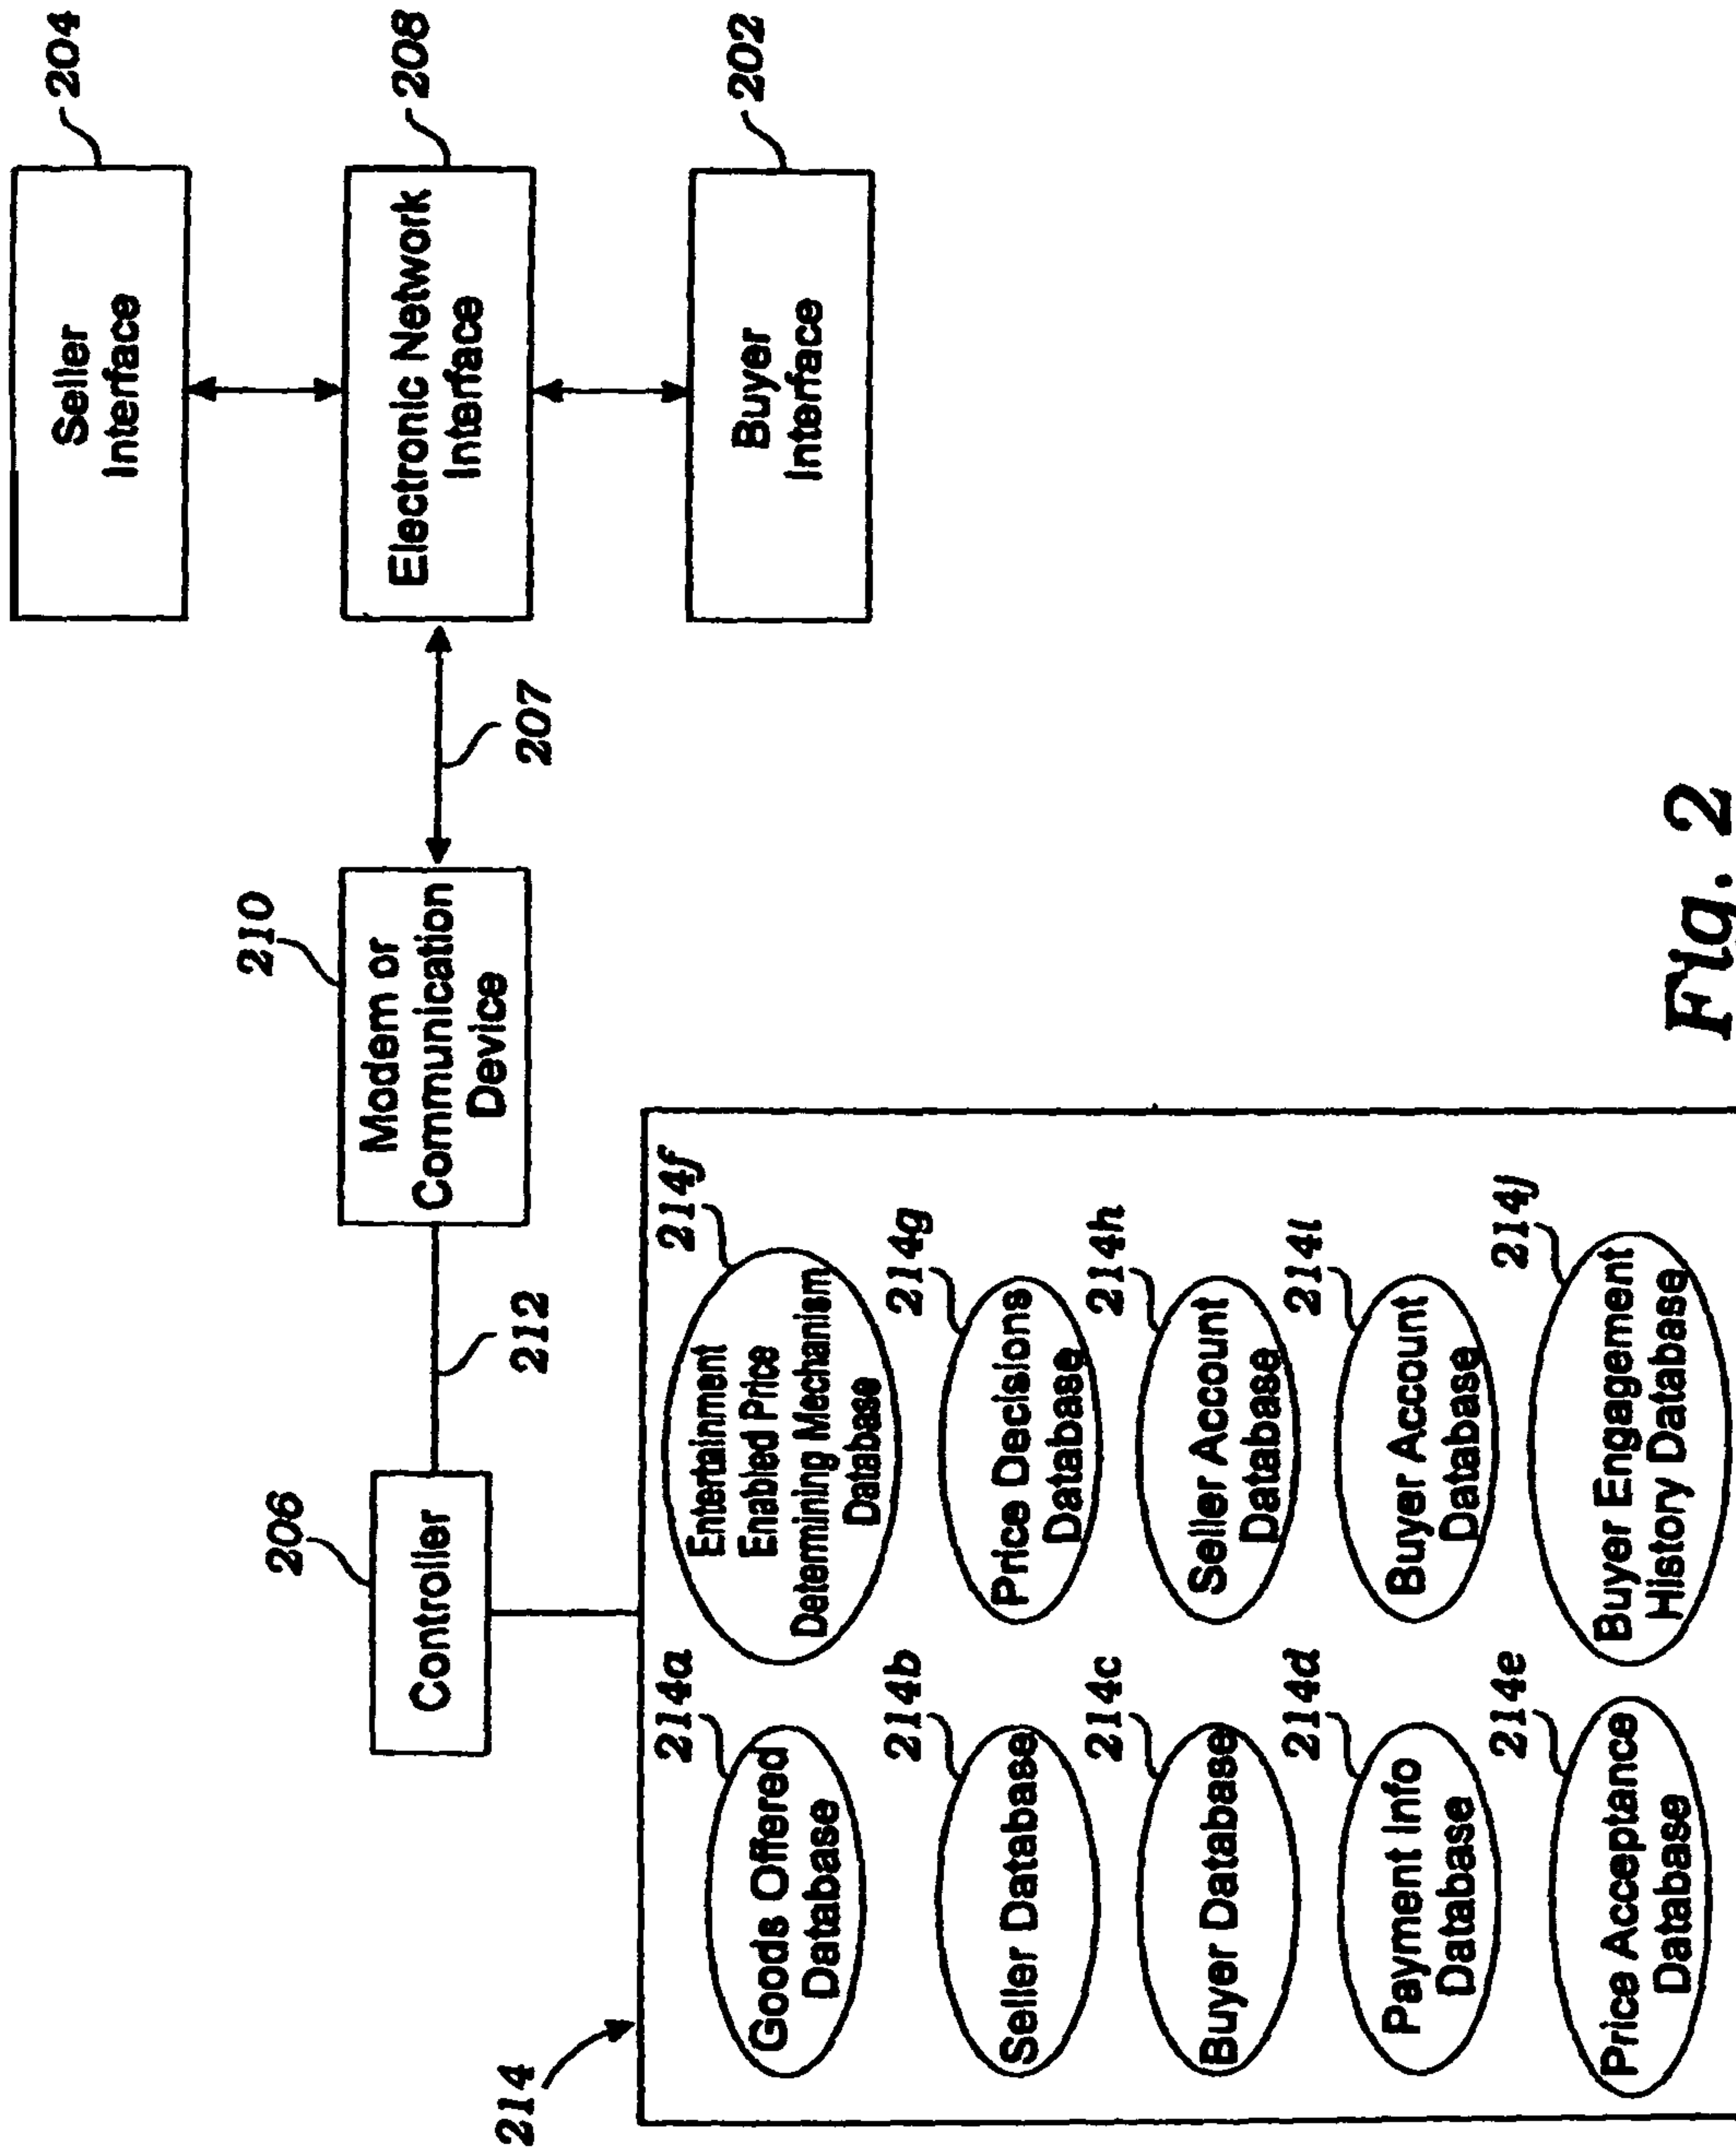 204
Seller
Interface
208
Electronic Network
Interface
202
Buyer
Interface
207
210
Modem or
Communication
Device
212
206
Controller
214
214a
Goods Offered
Database
214b
Seller Database
214c
Buyer Database
214d
Payment Info
Database
214e
Price Acceptance
Database
214f
Entertainment
Enabled Price
Determining Mechanism
Database
214g
Price Decisions
Database
214h
Seller Account
Database
214i
Buyer Account
Database
214j
Buyer Engagement
History Database
Fig. 2